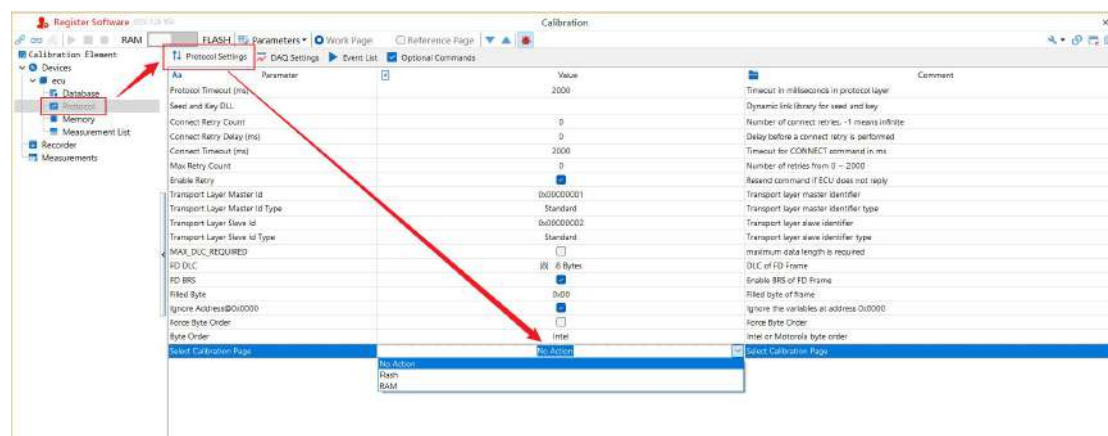 Register Software
Calibration
RAM FLASH Parameters Work Page Reference Page
Calibration Element
Protocol Settings DAQ Settings Event List Optional Commands
Devices
ecu
Database
Protocol
Memory
Measurement List
Recorder
Measurements
Aa Parameter Value Comment
Protocol Timeout (ms) 2000 Timeout in milliseconds in protocol layer
Seed and Key DLL Dynamic link library for seed and key
Connect Retry Count 0 Number of connect retries, -1 means infinite
Connect Retry Delay (ms) 0 Delay before a connect retry is performed
Connect Timeout (ms) 2000 Timeout for CONNECT command in ms
Max Retry Count 0 Number of retries from 0 ~ 2000
Enable Retry Resend command if ECU does not reply
Transport Layer Master Id 0x00C00001 Transport layer master identifier
Transport Layer Master Id Type Standard Transport layer master identifier type
Transport Layer Slave Id 0x00C00002 Transport layer slave identifier
Transport Layer Slave Id Type Standard Transport layer slave identifier type
MAX_DLC_REQUIRED maximum data length is required
FD DLC 8 Bytes DLC of FD Frame
FD BRS Enable BRS of FD Frame
Filled Byte 0x00 Filled byte of frame
Ignore Address@0x0000 Ignore the variables at address 0x0000
Force Byte Order Force Byte Order
Byte Order Intel Intel or Motorola byte order
Select Calibration Page No Action Select Calibration Page
No Action
Flash
RAM